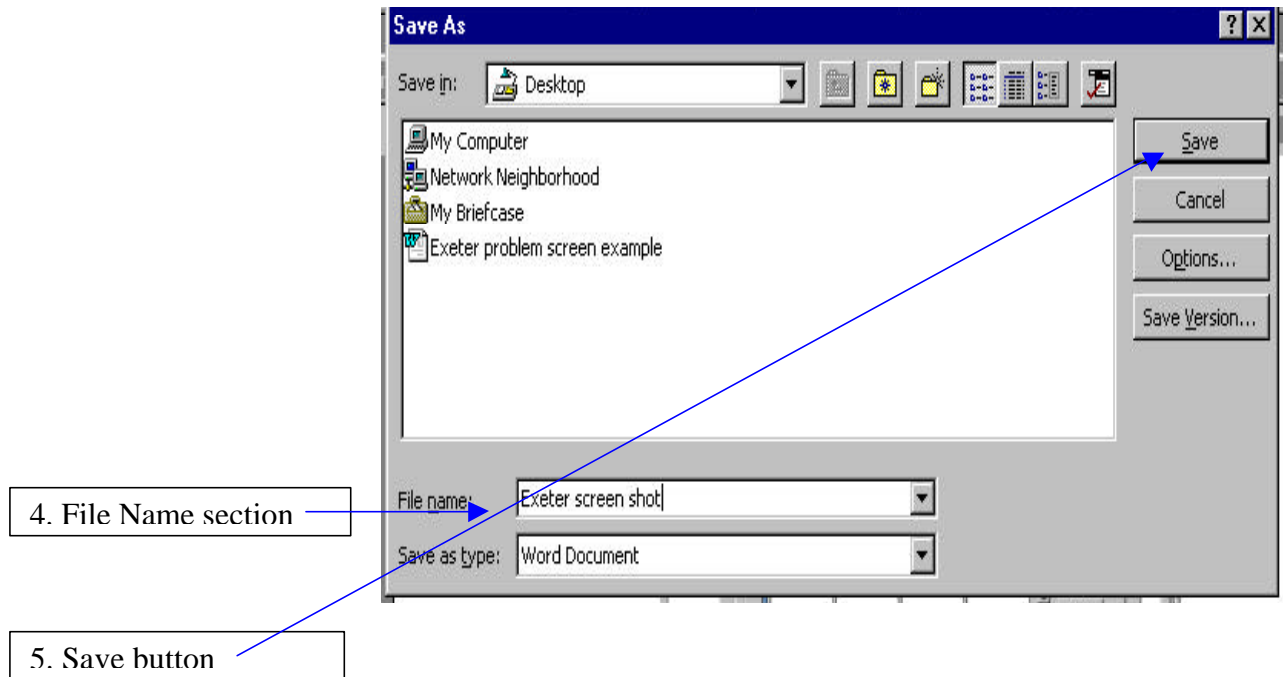 Save As
Save in: Desktop
My Computer
Network Neighborhood
My Briefcase
Exeter problem screen example
Save
Cancel
Options...
Save Version...
4. File Name section
File name: Exeter screen shot
Save as type: Word Document
5. Save button